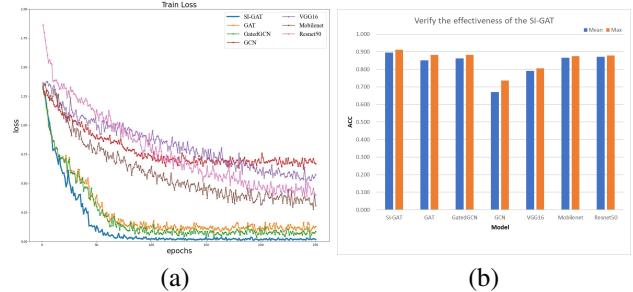 Train Loss
SI-GAT
GAT
GatedGCN
GCN
VGG16
Mobilenet
Resnet50
loss
epochs
(a)
Verify the effectiveness of the SI-GAT
Mean Max
1.000
0.900
0.800
0.700
0.600
0.500
0.400
0.300
0.200
0.100
0.000
ACC
SI-GAT GAT GatedGCN GCN VGG16 Mobilenet Resnet50
Model
(b)